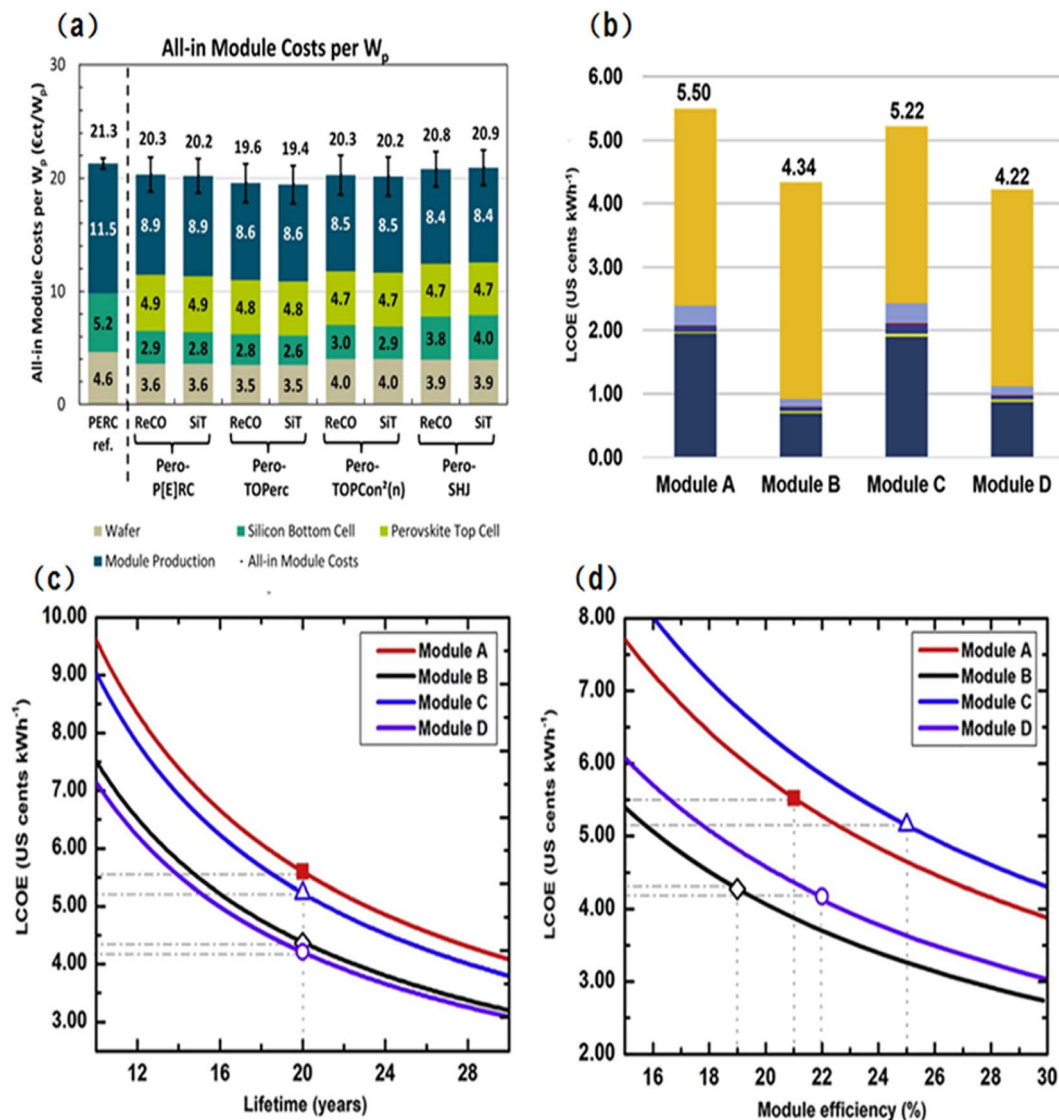 (a)
All-in Module Costs per Wp
All-in Module Costs per Wp (€ct/Wp)
30
20
10
0
21.3
20.3
20.2
19.6
19.4
20.3
20.2
20.8
20.9
11.5
8.9
8.9
8.6
8.6
8.5
8.5
8.4
8.4
4.9
4.9
4.8
4.8
4.7
4.7
4.7
4.7
5.2
2.9
2.8
2.8
2.6
3.0
2.9
3.8
4.0
4.6
3.6
3.6
3.5
3.5
4.0
4.0
3.9
3.9
PERC ReCO SiT ReCO SiT ReCO SiT ReCO SiT
ref.
Pero- Pero- Pero- Pero-
P[E]RC TOPerc TOPCon²(n) SHJ
Wafer Silicon Bottom Cell Perovskite Top Cell
Module Production All-in Module Costs
(b)
LCOE (US cents kWh⁻¹)
6.00
5.00
4.00
3.00
2.00
1.00
0.00
5.50
4.34
5.22
4.22
Module A Module B Module C Module D
(c)
LCOE (US cents kWh⁻¹)
10.00
9.00
8.00
7.00
6.00
5.00
4.00
3.00
Module A
Module B
Module C
Module D
12 16 20 24 28
Lifetime (years)
(d)
LCOE (US cents kWh⁻¹)
8.00
7.00
6.00
5.00
4.00
3.00
2.00
Module A
Module B
Module C
Module D
16 18 20 22 24 26 28 30
Module efficiency (%)